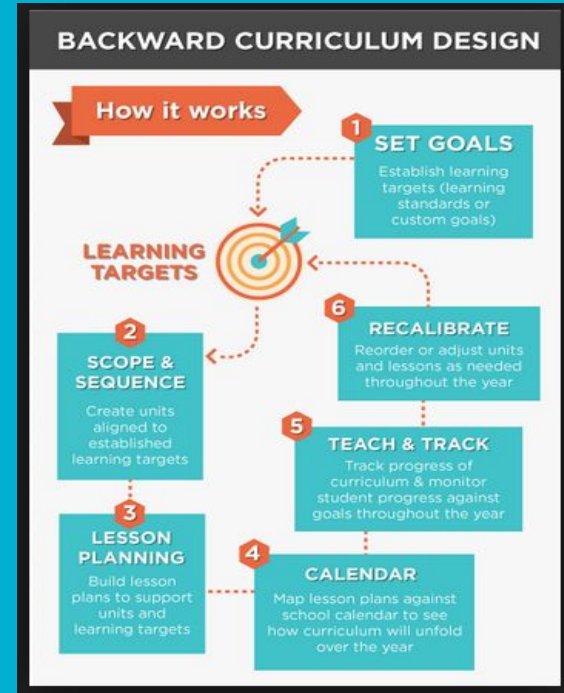 BACKWARD CURRICULUM DESIGN
How it works
1
SET GOALS
Establish learning
targets (learning
standards or
custom goals)
LEARNING
TARGETS
2
SCOPE &
SEQUENCE
Create units
aligned to
established
learning targets
3
LESSON
PLANNING
Build lesson
plans to support
units and
learning targets
4
CALENDAR
Map lesson plans against
school calendar to see
how curriculum will unfold
over the year
5
TEACH & TRACK
Track progress of
curriculum & monitor
student progress against
goals throughout the year
6
RECALIBRATE
Reorder or adjust units
and lessons as needed
throughout the year